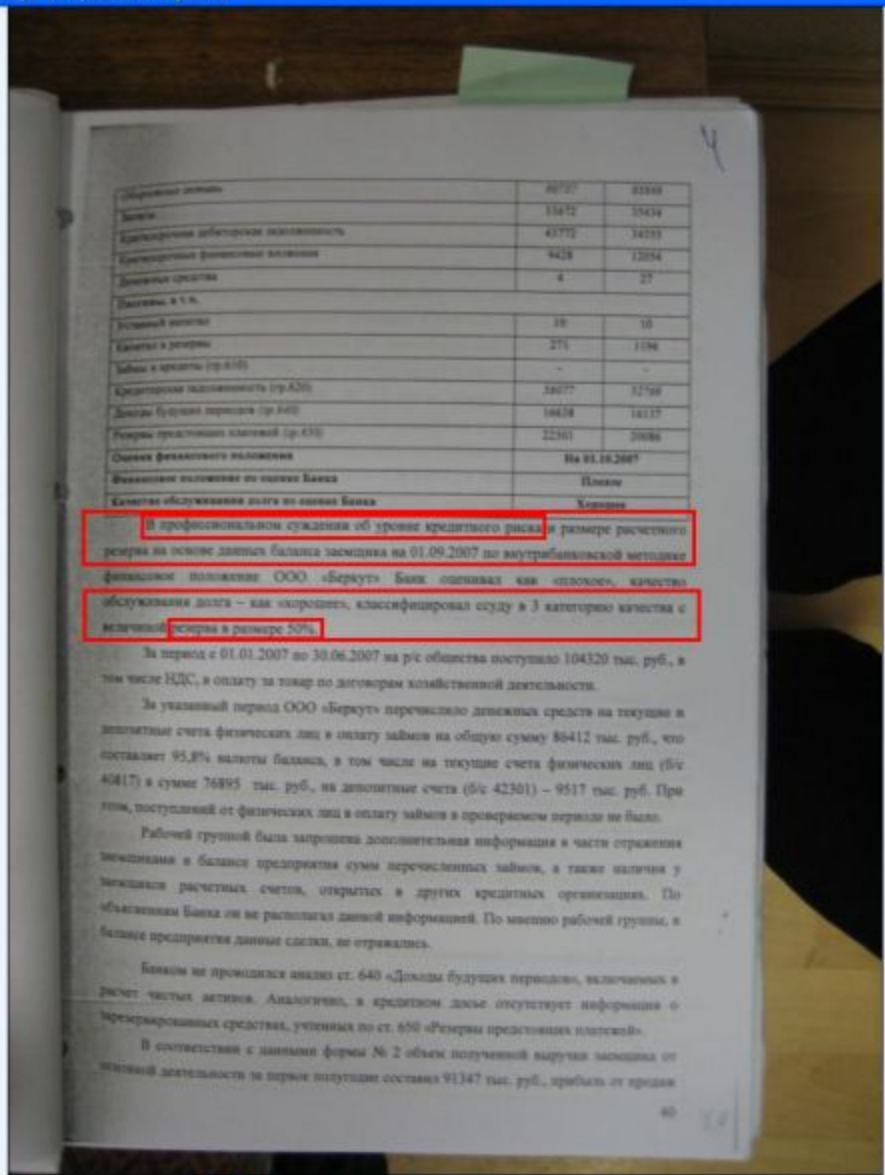 Ч
Оборотные активы
Запасы 33672 35434
Краткосрочная дебиторская задолженность 43772
Краткосрочные финансовые вложения 9428 12054
Денежные средства 4 27
Пассивы, в т.ч.
Уставный капитал 10 10
Капитал и резервы 271 1196
Займы и кредиты (стр.610) - -
Кредиторская задолженность (стр.620)
Доходы будущих периодов (стр.640) 16137
Резервы предстоящих платежей (стр.650) 22501 20086
Оценка финансового положения На 01.10.2007
Финансовое положение по оценке Банка Плохое
Качество обслуживания долга по оценке Банка Хорошее
В профессиональном суждении об уровне кредитного риска и размере расчетного
резерва на основе данных баланса заемщика на 01.09.2007 по внутрибанковской методике
финансовое положение ООО «Беркут» Банк оценивал как «плохое», качество
обслуживания долга – как «хорошее», классифицировал ссуду в 3 категорию качества с
величиной резерва в размере 50%.
За период с 01.01.2007 по 30.06.2007 на р/с общества поступило 104320 тыс. руб., в
том числе НДС, в оплату за товар по договорам хозяйственной деятельности.
За указанный период ООО «Беркут» перечислило денежных средств на текущие и
депозитные счета физических лиц в оплату займов на общую сумму 86412 тыс. руб., что
составляет 95,8% валюты баланса, в том числе на текущие счета физических лиц (б/с
40817) в сумме 76895 тыс. руб., на депозитные счета (б/с 42301) – 9517 тыс. руб. При
этом, поступлений от физических лиц в оплату займов в проверяемом периоде не было.
Рабочей группой была запрошена дополнительная информация в части отражения
заемщиками в балансе предприятия сумм перечисленных займов, а также наличия у
заемщиков расчетных счетов, открытых в других кредитных организациях. По
объяснениям Банка он не располагал данной информацией. По мнению рабочей группы, в
балансе предприятия данные сделки, не отражались.
Банком не проводился анализ ст. 640 «Доходы будущих периодов», включаемых в
расчет чистых активов. Аналогично, в кредитном досье отсутствует информация о
зарезервированных средствах, учтенных по ст. 650 «Резервы предстоящих платежей».
В соответствии с данными формы № 2 объем полученной выручки заемщика от
основной деятельности за первое полугодие составил 91347 тыс. руб., прибыль от продаж
40